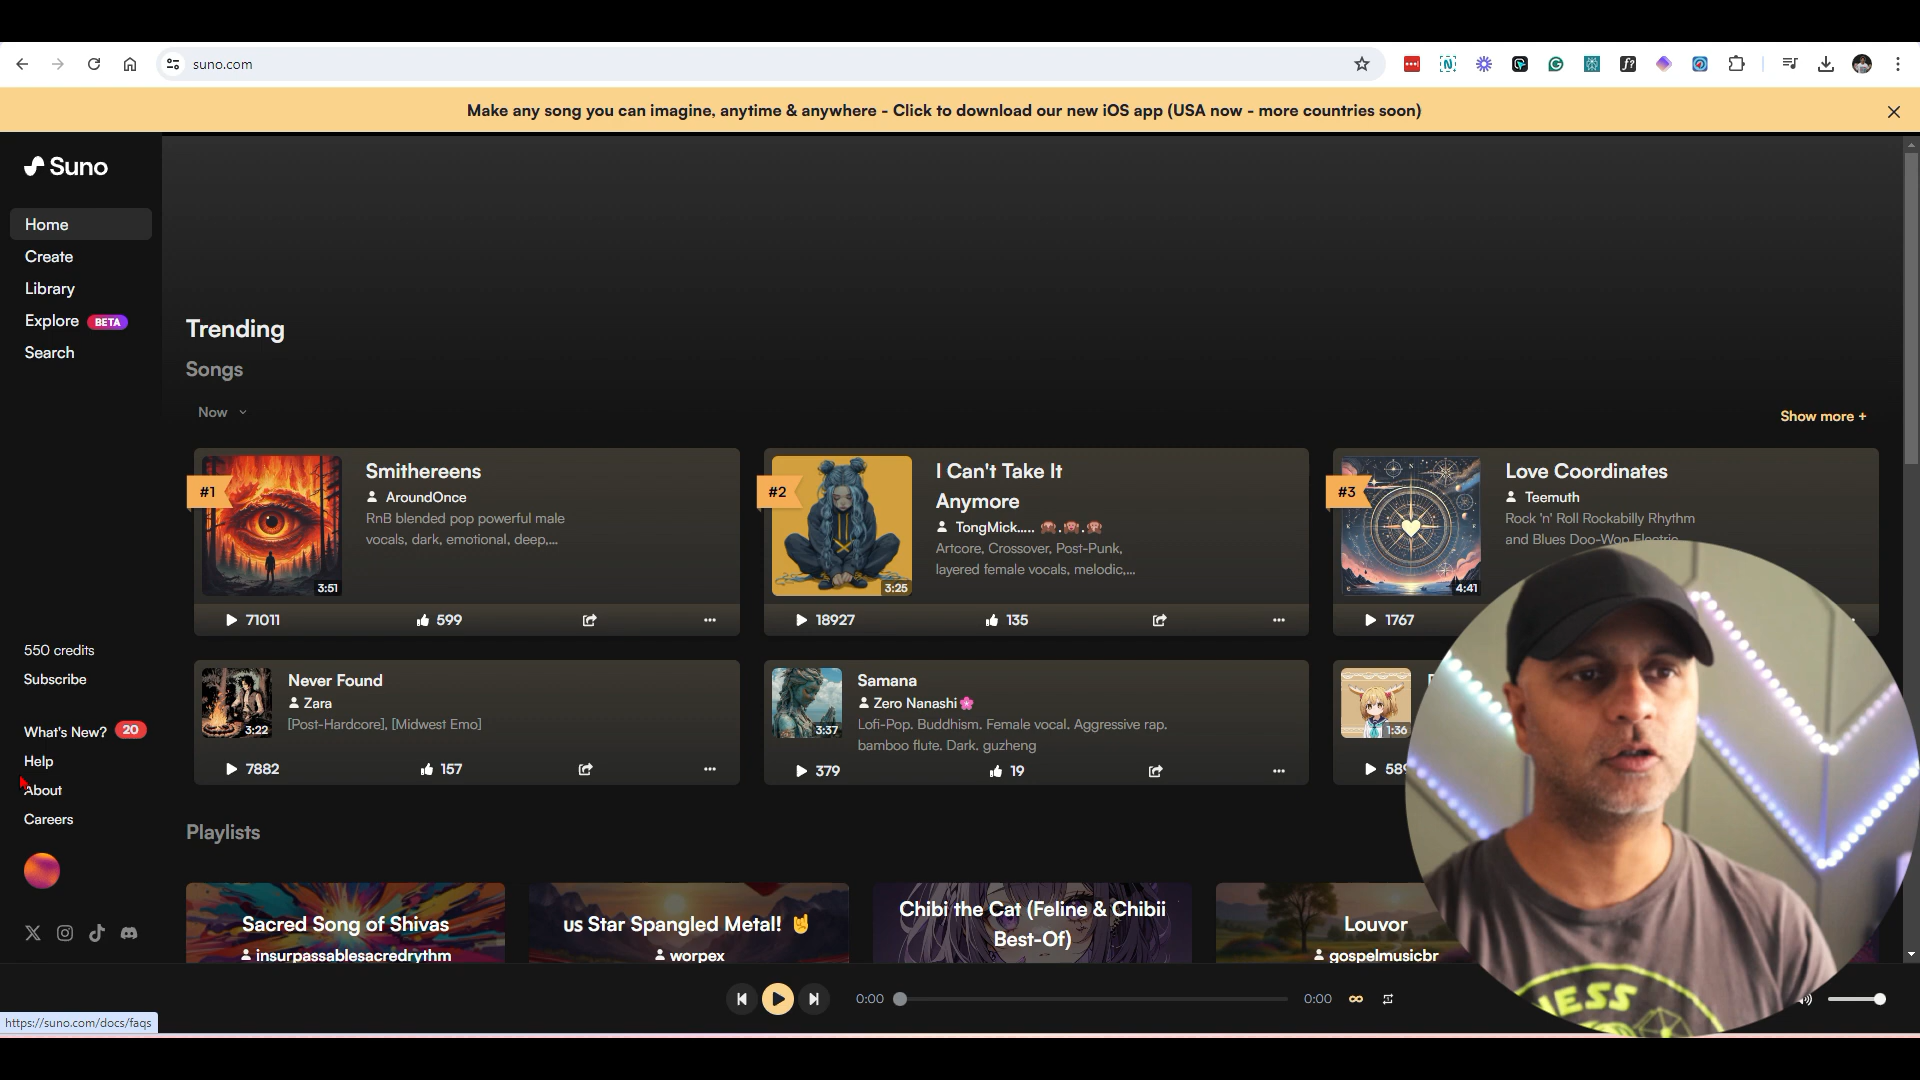 suno.com
Make any song you can imagine, anytime & anywhere - Click to download our new iOS app (USA now - more countries soon)
Suno
Home
Create
Library
Explore BETA
Search
550 credits
Subscribe
What's New? 20
Help
About
Careers
Trending
Songs
Now
Show more +
#1
3:51
Smithereens
AroundOnce
RnB blended pop powerful male
vocals, dark, emotional, deep,...
71011
599
#2
3:25
I Can't Take It
Anymore
TongMick..... 🙉.🙈.🙊
Artcore, Crossover, Post-Punk,
layered female vocals, melodic,...
18927
135
#3
4:41
Love Coordinates
Teemuth
Rock 'n' Roll Rockabilly Rhythm
and Blues Doo-Wop Electric
1767
3:22
Never Found
Zara
[Post-Hardcore], [Midwest Emo]
7882
157
3:37
Samana
Zero Nanashi🌸
Lofi-Pop. Buddhism. Female vocal. Aggressive rap.
bamboo flute. Dark. guzheng
379
19
1:36
Playlists
Sacred Song of Shivas
insurpassablesacredrythm
us Star Spangled Metal! 🤘
worpex
Chibi the Cat (Feline & Chibii
Best-Of)
Louvor
gospelmusicbr
0:00
0:00
https://suno.com/docs/faqs